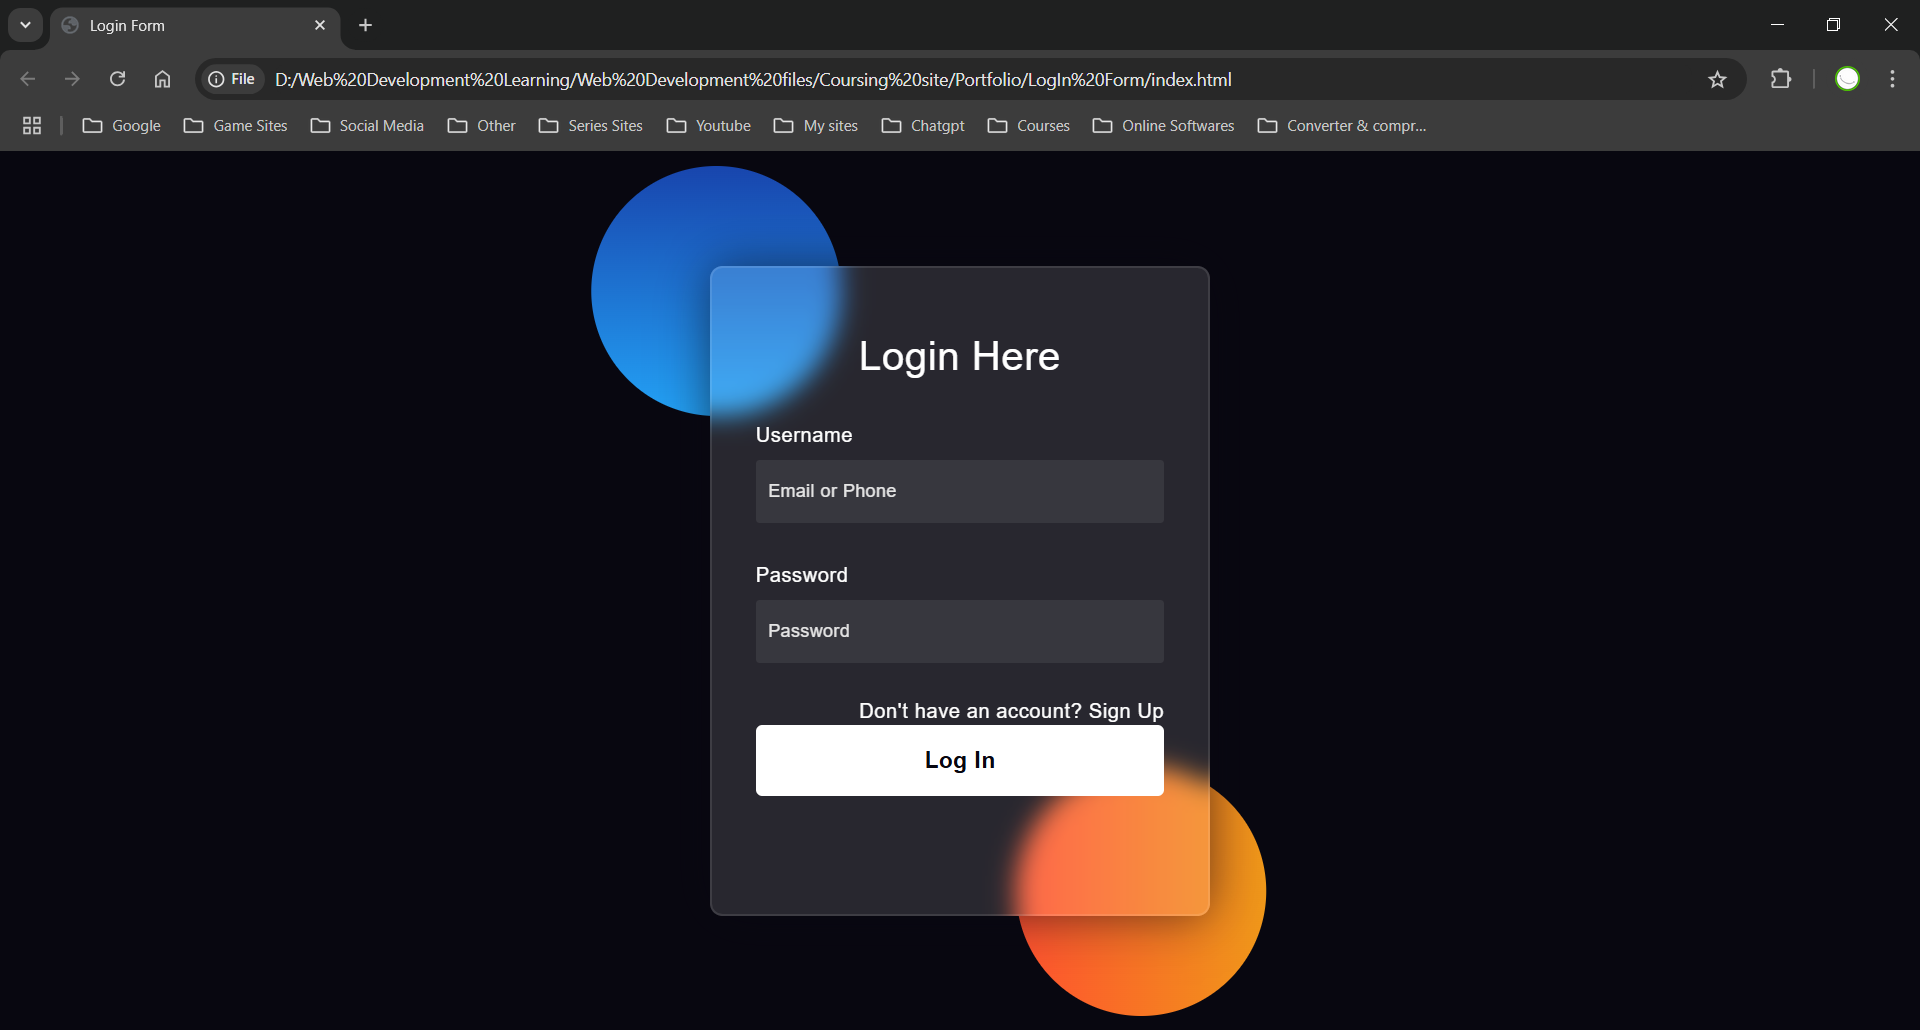 Login Form
File D:/Web%20Development%20Learning/Web%20Development%20files/Coursing%20site/Portfolio/LogIn%20Form/index.html
Google Game Sites Social Media Other Series Sites Youtube My sites Chatgpt Courses Online Softwares Converter & compr...
Login Here
Username
Email or Phone
Password
Password
Don't have an account? Sign Up
Log In